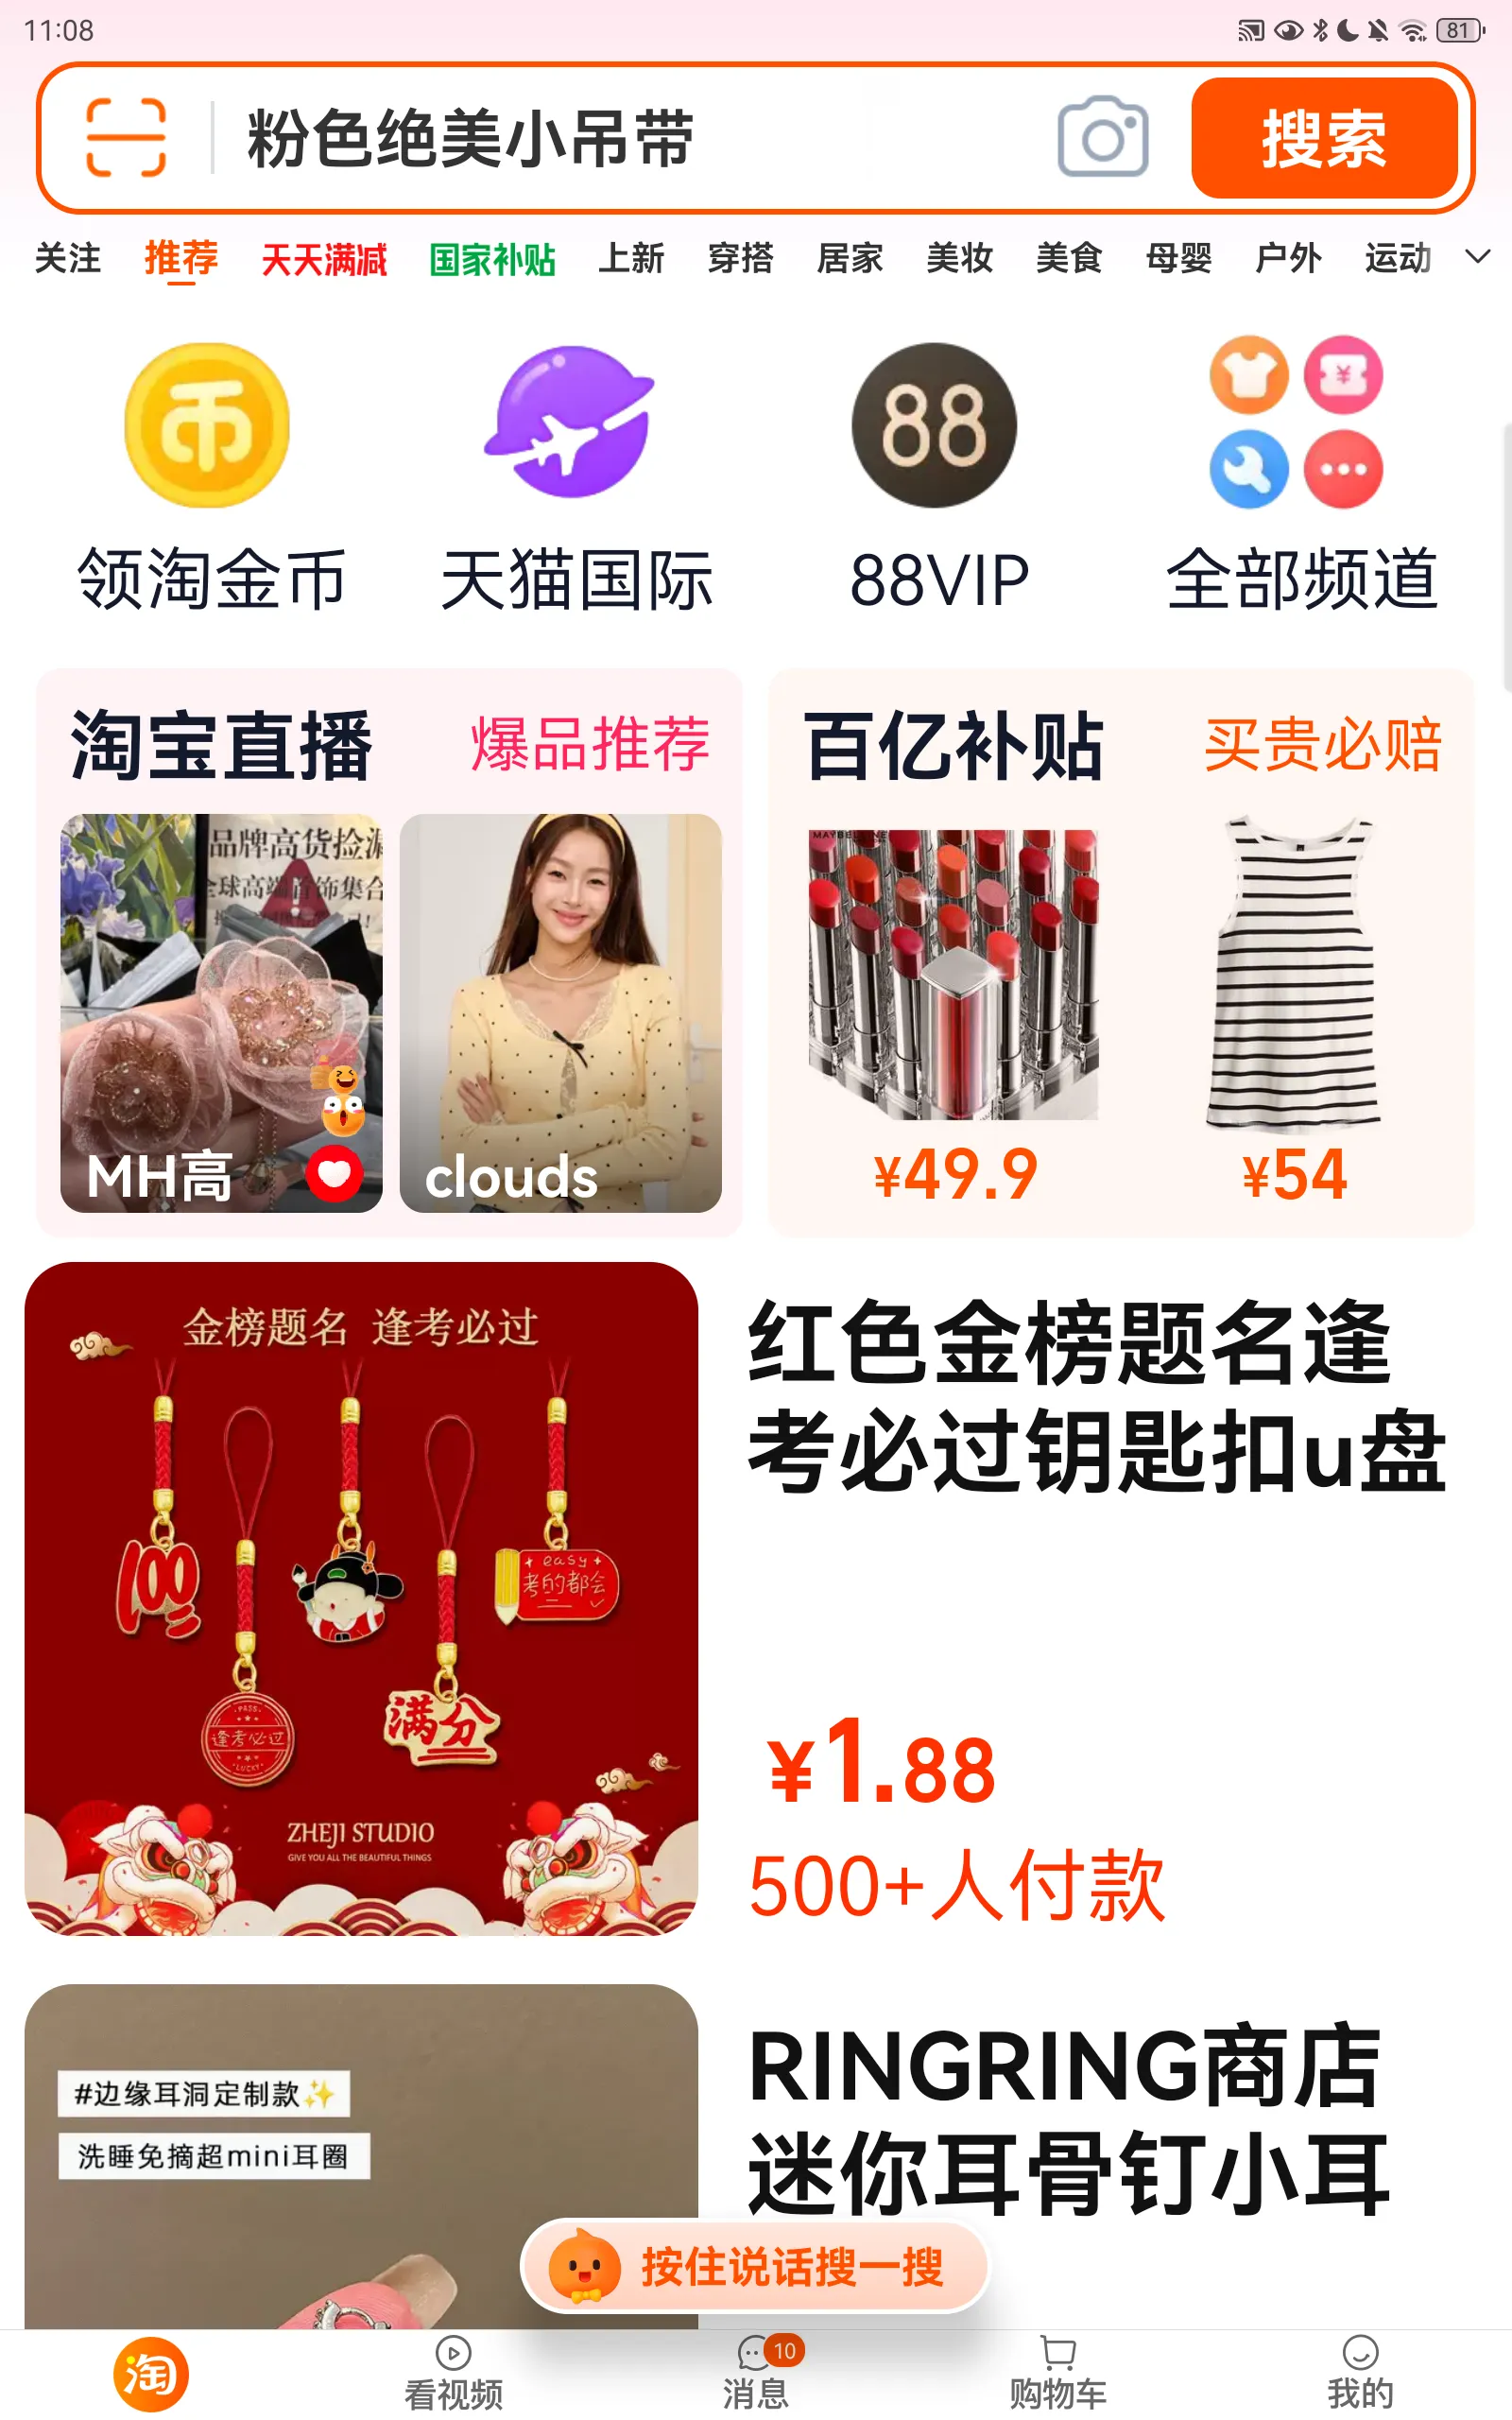 11:08
81
粉色绝美小吊带
搜索
关注 推荐 天天满减 国家补贴 上新 穿搭 居家 美妆 美食 母婴 户外 运动
币
88
¥
领淘金币 天猫国际 88VIP 全部频道
淘宝直播 爆品推荐
品牌高货捡漏
全球高端首饰集合
MH高
clouds
百亿补贴 买贵必赔
MAYBELLINE
¥49.9
¥54
金榜题名 逢考必过
100
easy
考的都会
PASS
逢考必过
LUCKY
满分
ZHEJI STUDIO
GIVE YOU ALL THE BEAUTIFUL THINGS
红色金榜题名逢
考必过钥匙扣u盘
¥1.88
500+人付款
#边缘耳洞定制款✨
洗睡免摘超mini耳圈
RINGRING商店
迷你耳骨钉小耳
按住说话搜一搜
淘
看视频
10
消息
购物车
我的